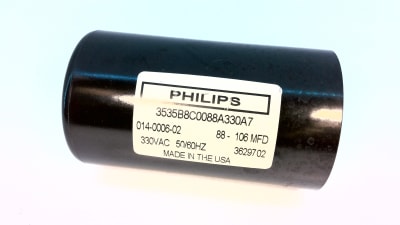 PHILIPS
3535B8C0088A330A7
014-0006-02 88 - 106 MFD
330VAC 50/60HZ 3629702
MADE IN THE USA